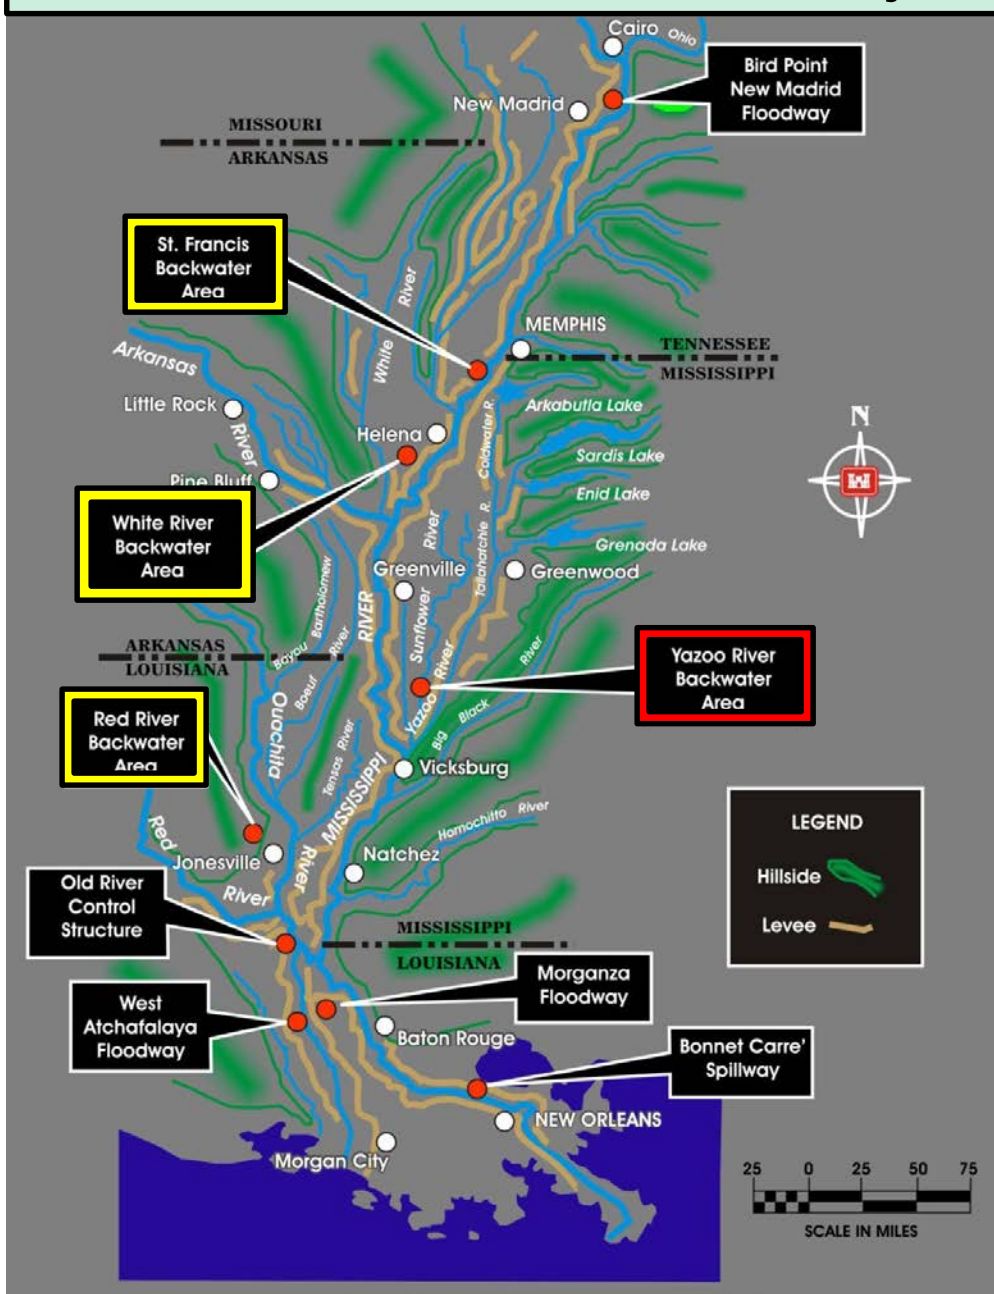 Cairo
Ohio
Bird Point
New Madrid
Floodway
New Madrid
MISSOURI
ARKANSAS
St. Francis
Backwater
Area
White River
MEMPHIS
TENNESSEE
MISSISSIPPI
Arkansas River
Little Rock
Helena
Coldwater R.
Arkabutla Lake
Sardis Lake
N
Pine Bluff
Enid Lake
White River
Backwater
Area
Tallahatchie R.
Grenada Lake
Greenville
Greenwood
Sunflower River
Bayou Bartholomew
Boeuf River
ARKANSAS
LOUISIANA
Yazoo River
Backwater
Area
Yazoo River
Big Black River
Red River
Backwater
Area
Ouachita River
Tensas River
MISSISSIPPI RIVER
Vicksburg
Homochitto River
LEGEND
Hillside
Levee
Red River
Jonesville
Natchez
Old River
Control
Structure
MISSISSIPPI
LOUISIANA
Morganza
Floodway
West
Atchafalaya
Floodway
Baton Rouge
Bonnet Carre'
Spillway
NEW ORLEANS
Morgan City
25 0 25 50 75
SCALE IN MILES